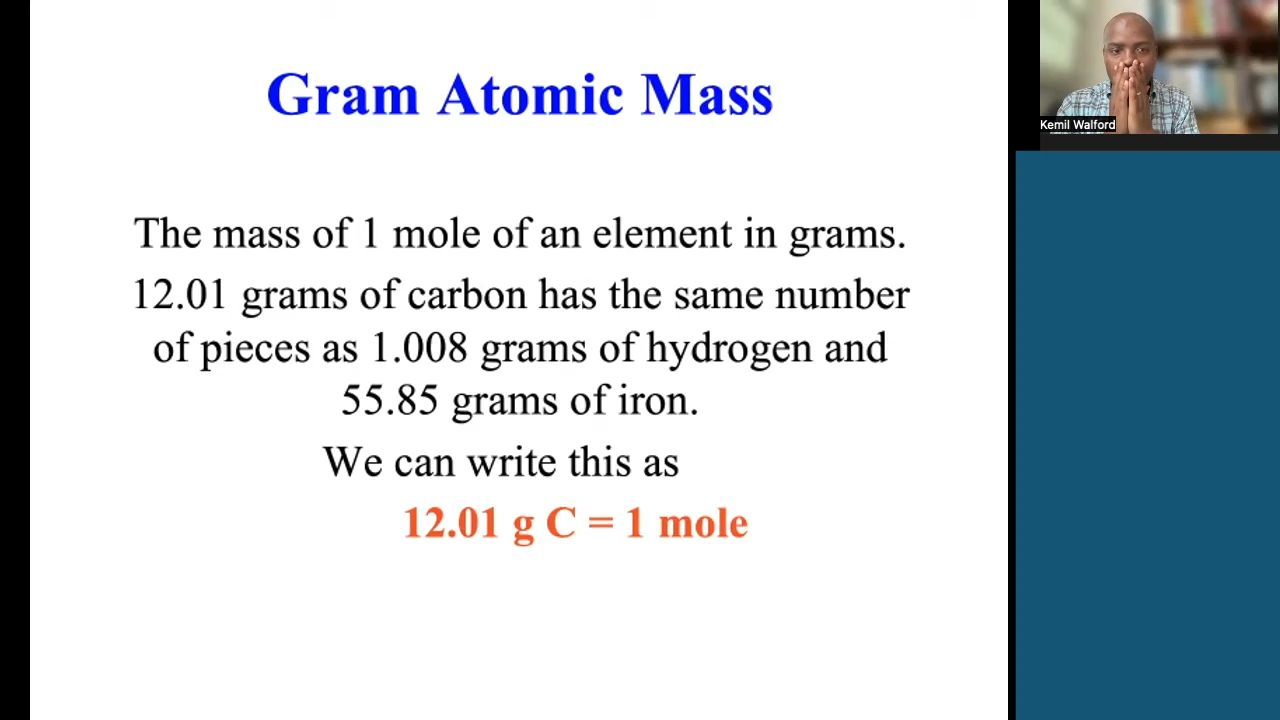 Gram Atomic Mass
Kemil Walford
The mass of 1 mole of an element in grams.
12.01 grams of carbon has the same number
of pieces as 1.008 grams of hydrogen and
55.85 grams of iron.
We can write this as
12.01 g C = 1 mole